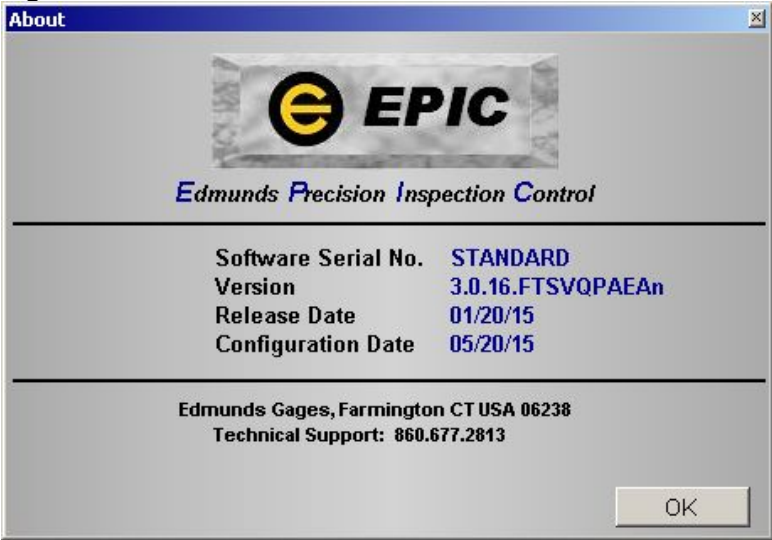 About
e EPIC
Edmunds Precision Inspection Control
Software Serial No. STANDARD
Version 3.0.16.FTSVQPAEAn
Release Date 01/20/15
Configuration Date 05/20/15
Edmunds Gages, Farmington CT USA 06238
Technical Support: 860.677.2813
OK